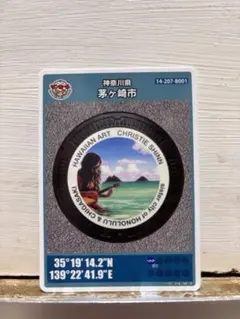 神奈川県
14-207-B001
茅ヶ崎市
HAWAIIAN ART CHRISTIE SHINN
sister city of HONOLULU & CHIGASAKI
35°19'14.2"N
139°22'41.9"E